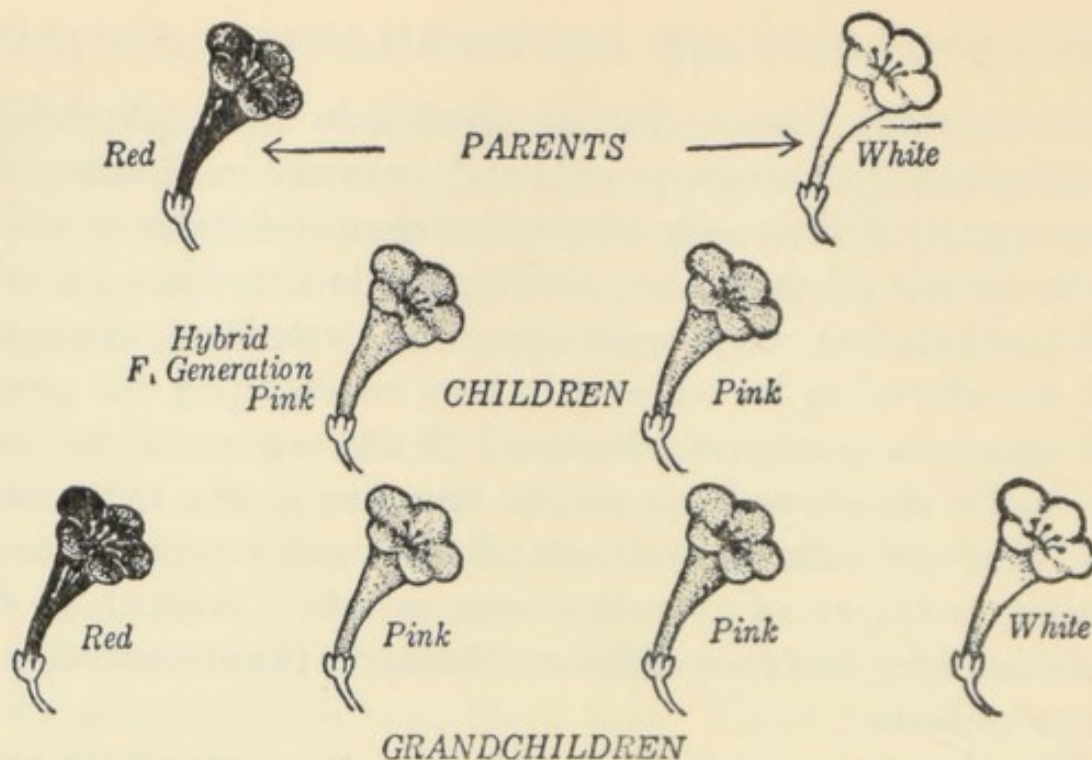 Red
PARENTS
White
Hybrid
F₁ Generation
Pink
CHILDREN
Pink
Red
Pink
Pink
White
GRANDCHILDREN